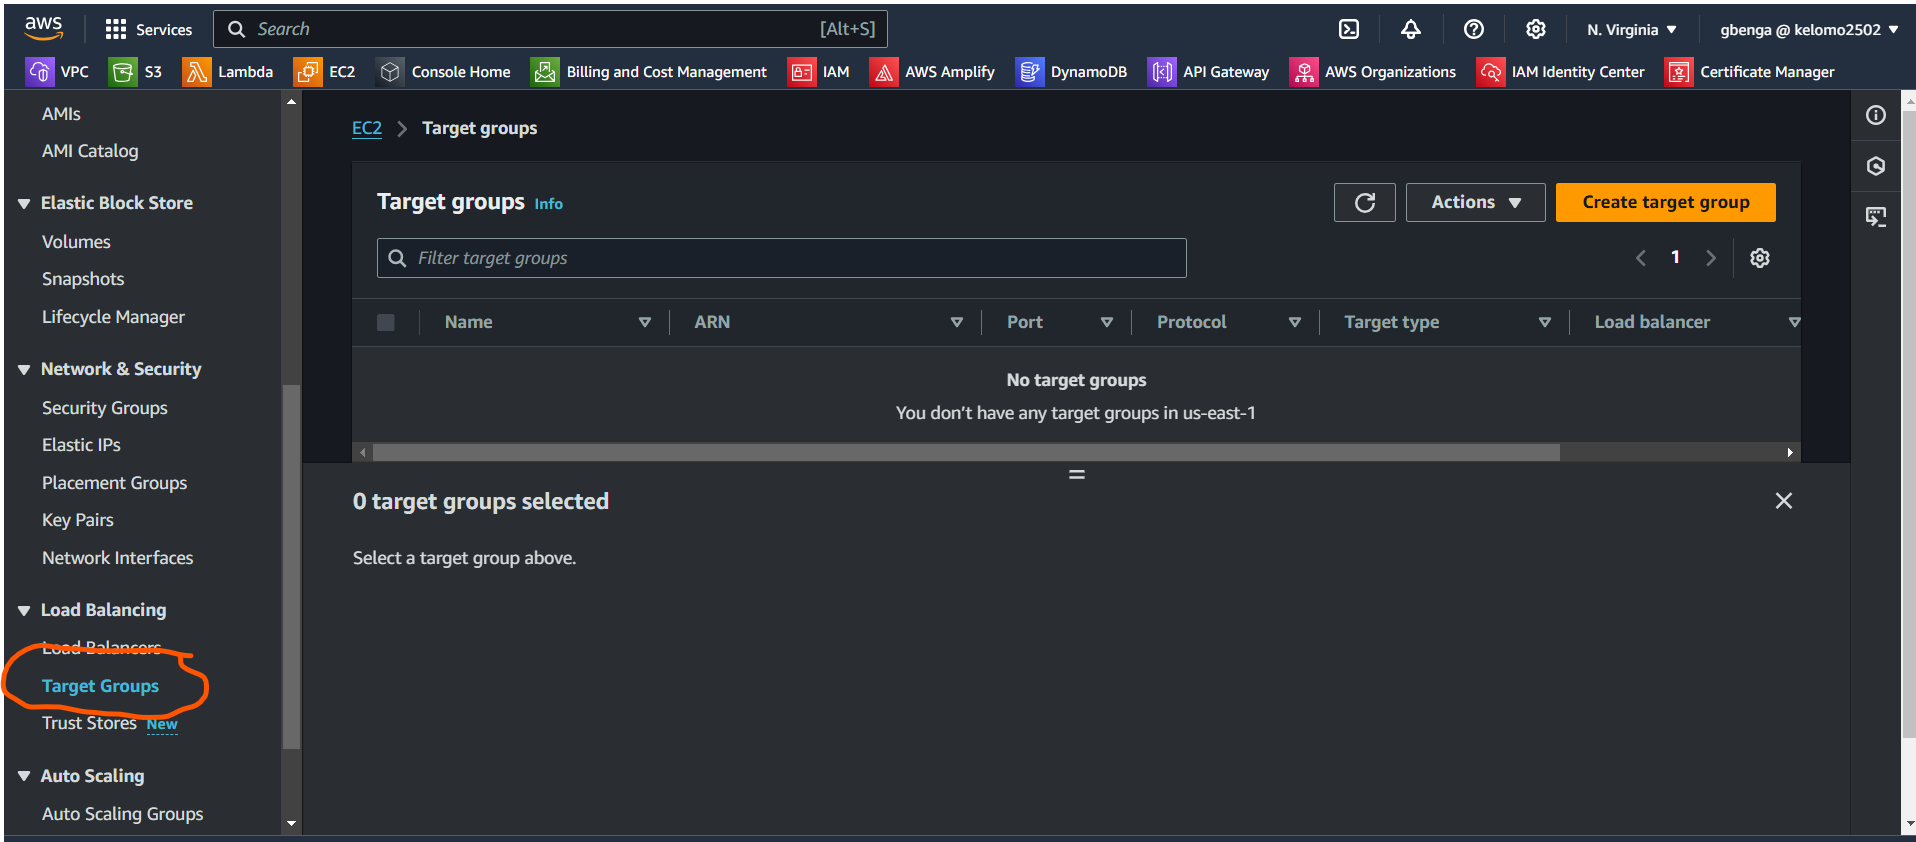 aws Services Search [Alt+S] N. Virginia gbenga @ kelomo2502
VPC S3 Lambda EC2 Console Home Billing and Cost Management IAM AWS Amplify DynamoDB API Gateway AWS Organizations IAM Identity Center Certificate Manager
AMIs
AMI Catalog
Elastic Block Store
Volumes
Snapshots
Lifecycle Manager
Network & Security
Security Groups
Elastic IPs
Placement Groups
Key Pairs
Network Interfaces
Load Balancing
Load Balancers
Target Groups
Trust Stores New
Auto Scaling
Auto Scaling Groups
EC2 Target groups
Target groups Info Actions Create target group
Filter target groups 1
Name ARN Port Protocol Target type Load balancer
No target groups
You don’t have any target groups in us-east-1
0 target groups selected
Select a target group above.